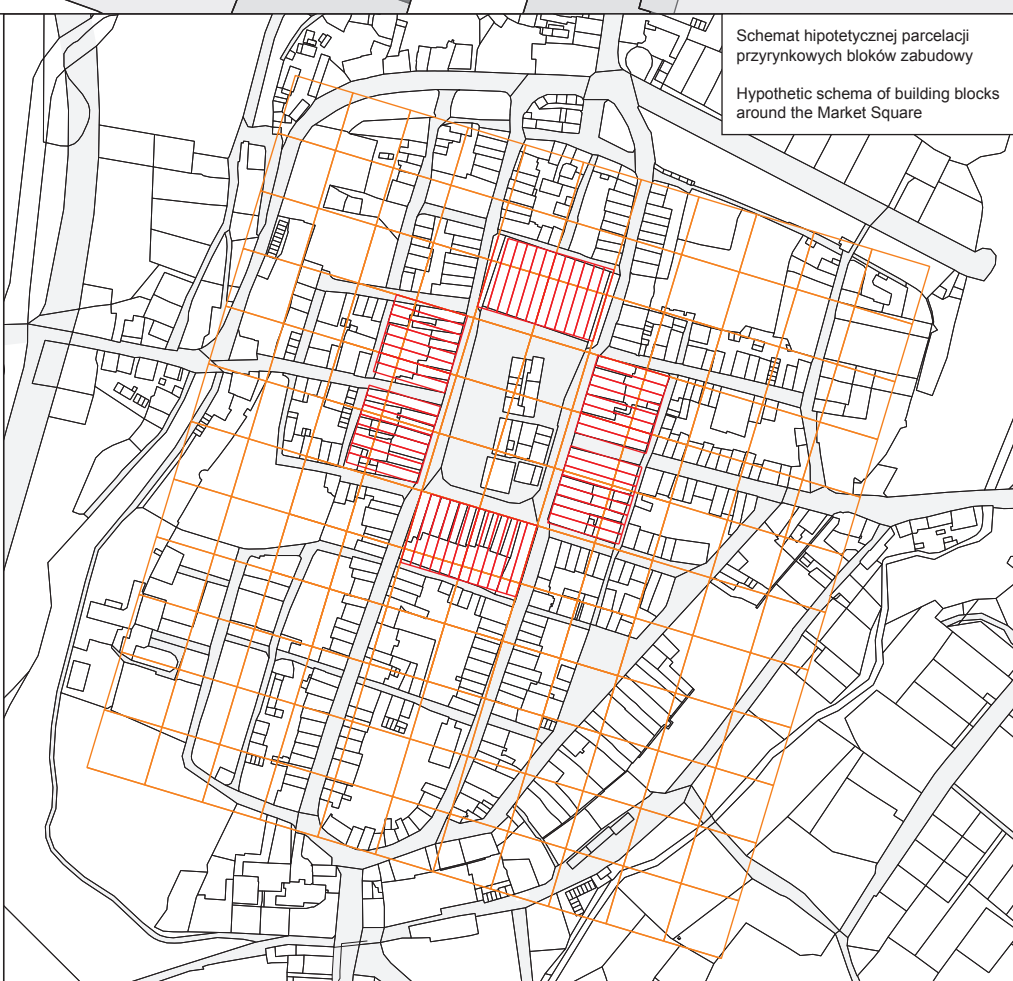 Schemat hipotetycznej parcelacji
przyrynkowych bloków zabudowy
Hypothetic schema of building blocks
around the Market Square